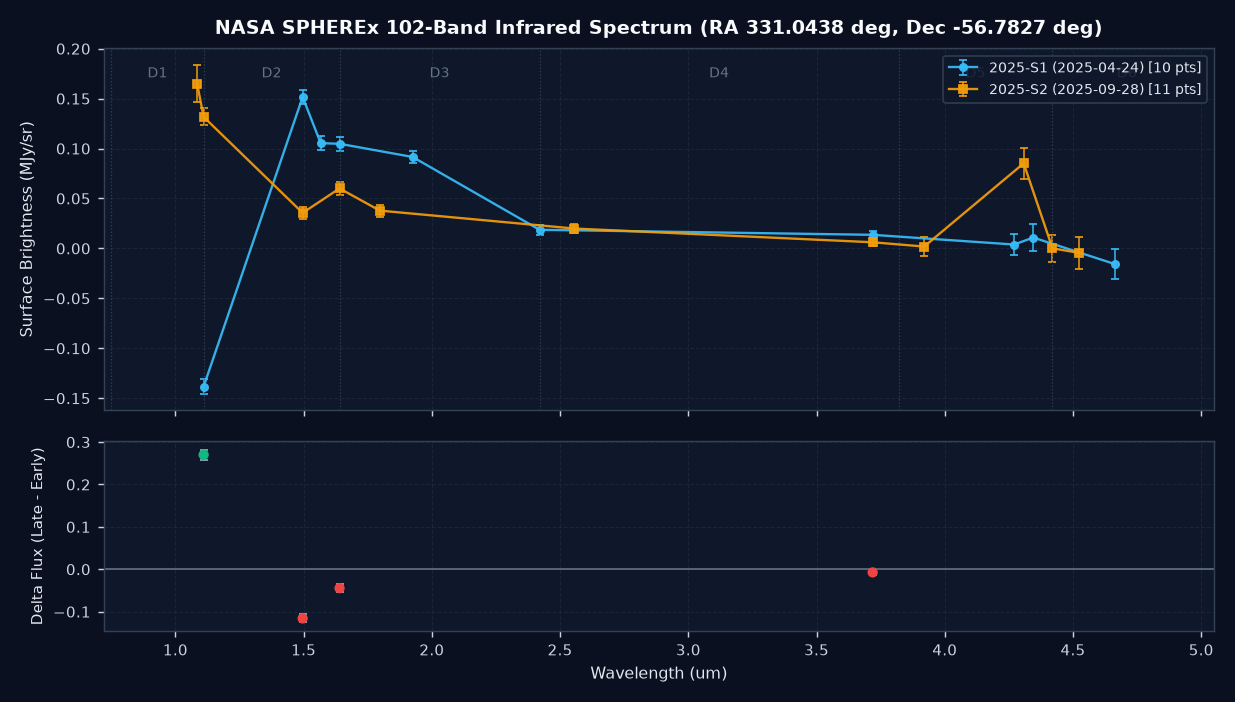 NASA SPHEREx 102-Band Infrared Spectrum (RA 331.0438 deg, Dec -56.7827 deg)
D1
D2
D3
D4
2025-S1 (2025-04-24) [10 pts]
2025-S2 (2025-09-28) [11 pts]
Surface Brightness (MJy/sr)
0.20
0.15
0.10
0.05
0.00
−0.05
−0.10
−0.15
Delta Flux (Late - Early)
0.3
0.2
0.1
0.0
−0.1
1.0 1.5 2.0 2.5 3.0 3.5 4.0 4.5 5.0
Wavelength (um)